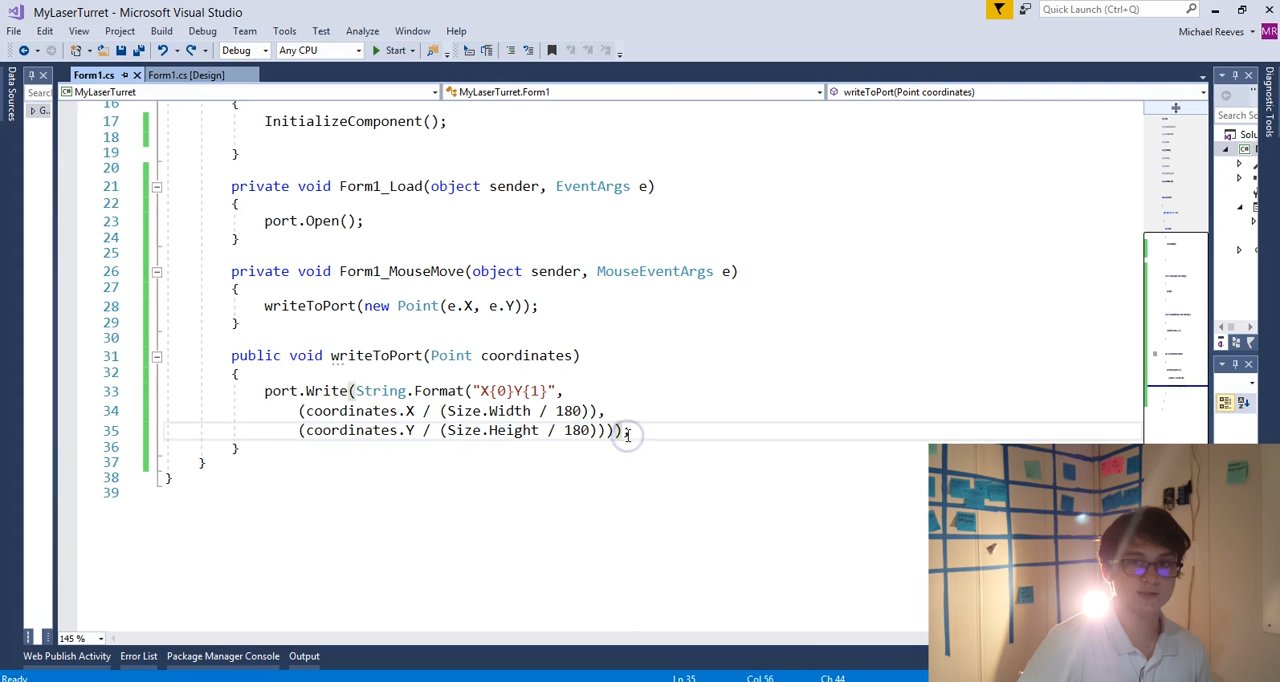 MyLaserTurret - Microsoft Visual Studio
Quick Launch (Ctrl+Q)
File Edit View Project Build Debug Team Tools Test Analyze Window Help
Michael Reeves MR
Debug Any CPU Start
Data Sources
Form1.cs Form1.cs [Design]
Diagnostic Tools
Searc
MyLaserTurret MyLaserTurret.Form1 writeToPort(Point coordinates)
G
Search So
Solu
16 {
17 InitializeComponent();
18
19 }
20
21 private void Form1_Load(object sender, EventArgs e)
22 {
23 port.Open();
24 }
25
26 private void Form1_MouseMove(object sender, MouseEventArgs e)
27 {
28 writeToPort(new Point(e.X, e.Y));
29 }
30
31 public void writeToPort(Point coordinates)
32 {
33 port.Write(String.Format("X{0}Y{1}",
34 (coordinates.X / (Size.Width / 180)),
35 (coordinates.Y / (Size.Height / 180))));
36 }
37 }
38 }
39
145 %
Web Publish Activity Error List Package Manager Console Output
Ready Ln 35 Col 56 Ch 44